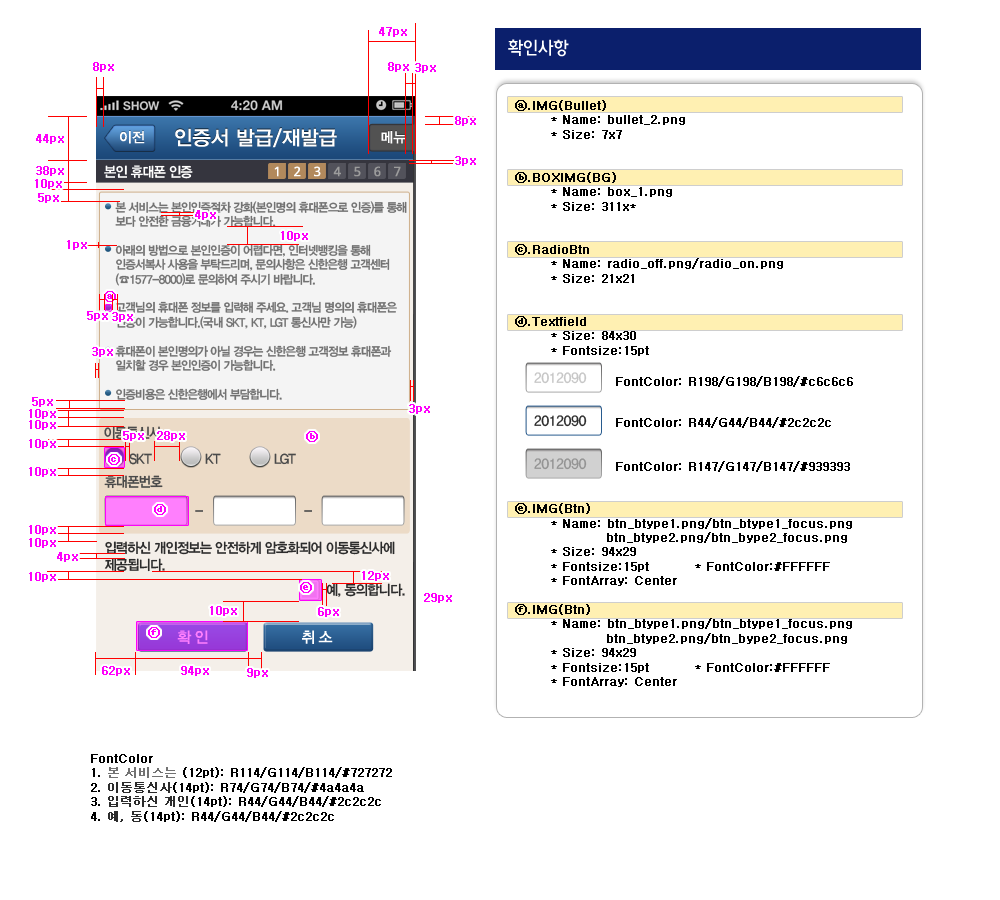 47px
8px
8px
3px
SHOW
4:20 AM
이전
인증서 발급/재발급
메뉴
8px
44px
3px
38px
본인 휴대폰 인증
1 2 3 4 5 6 7
10px
5px
본 서비스는 본인인증절차 강화(본인명의 휴대폰으로 인증)를 통해
4px
보다 안전한 금융거래가 가능합니다.
10px
1px
아래의 방법으로 본인인증이 어렵다면, 인터넷뱅킹을 통해
인증서복사 사용을 부탁드리며, 문의사항은 신한은행 고객센터
(☎1577-8000)로 문의하여 주시기 바랍니다.
ⓐ
고객님의 휴대폰 정보를 입력해 주세요, 고객님 명의의 휴대폰은
5px 3px
인증이 가능합니다.(국내 SKT, KT, LGT 통신사만 가능)
3px
휴대폰이 본인명의가 아닐 경우는 신한은행 고객정보 휴대폰과
일치할 경우 본인인증이 가능합니다.
인증비용은 신한은행에서 부담합니다.
5px
3px
10px
10px
이동통신사
5px
28px
ⓑ
10px
ⓒ
SKT
KT
LGT
10px
휴대폰번호
ⓓ
–
–
10px
10px
입력하신 개인정보는 안전하게 암호화되어 이동통신사에
4px
제공됩니다.
10px
12px
ⓔ
예, 동의합니다.
29px
10px
6px
ⓕ
확인
취소
62px
94px
9px
확인사항
ⓐ.IMG(Bullet)
* Name: bullet_2.png
* Size: 7x7
ⓑ.BOXIMG(BG)
* Name: box_1.png
* Size: 311x*
ⓒ.RadioBtn
* Name: radio_off.png/radio_on.png
* Size: 21x21
ⓓ.Textfield
* Size: 84x30
* Fontsize:15pt
2012090
FontColor: R198/G198/B198/#c6c6c6
2012090
FontColor: R44/G44/B44/#2c2c2c
2012090
FontColor: R147/G147/B147/#939393
ⓔ.IMG(Btn)
* Name: btn_btype1.png/btn_btype1_focus.png
btn_btype2.png/btn_bype2_focus.png
* Size: 94x29
* Fontsize:15pt * FontColor:#FFFFFF
* FontArray: Center
ⓕ.IMG(Btn)
* Name: btn_btype1.png/btn_btype1_focus.png
btn_btype2.png/btn_bype2_focus.png
* Size: 94x29
* Fontsize:15pt * FontColor:#FFFFFF
* FontArray: Center
FontColor
1. 본 서비스는 (12pt): R114/G114/B114/#727272
2. 이동통신사(14pt): R74/G74/B74/#4a4a4a
3. 입력하신 개인(14pt): R44/G44/B44/#2c2c2c
4. 예, 동(14pt): R44/G44/B44/#2c2c2c